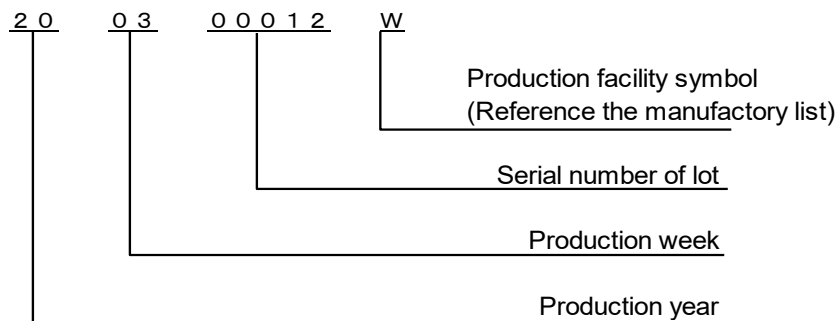 ２０ ０３ ０００１２ Ｗ
Production facility symbol
(Reference the manufactory list)
Serial number of lot
Production week
Production year